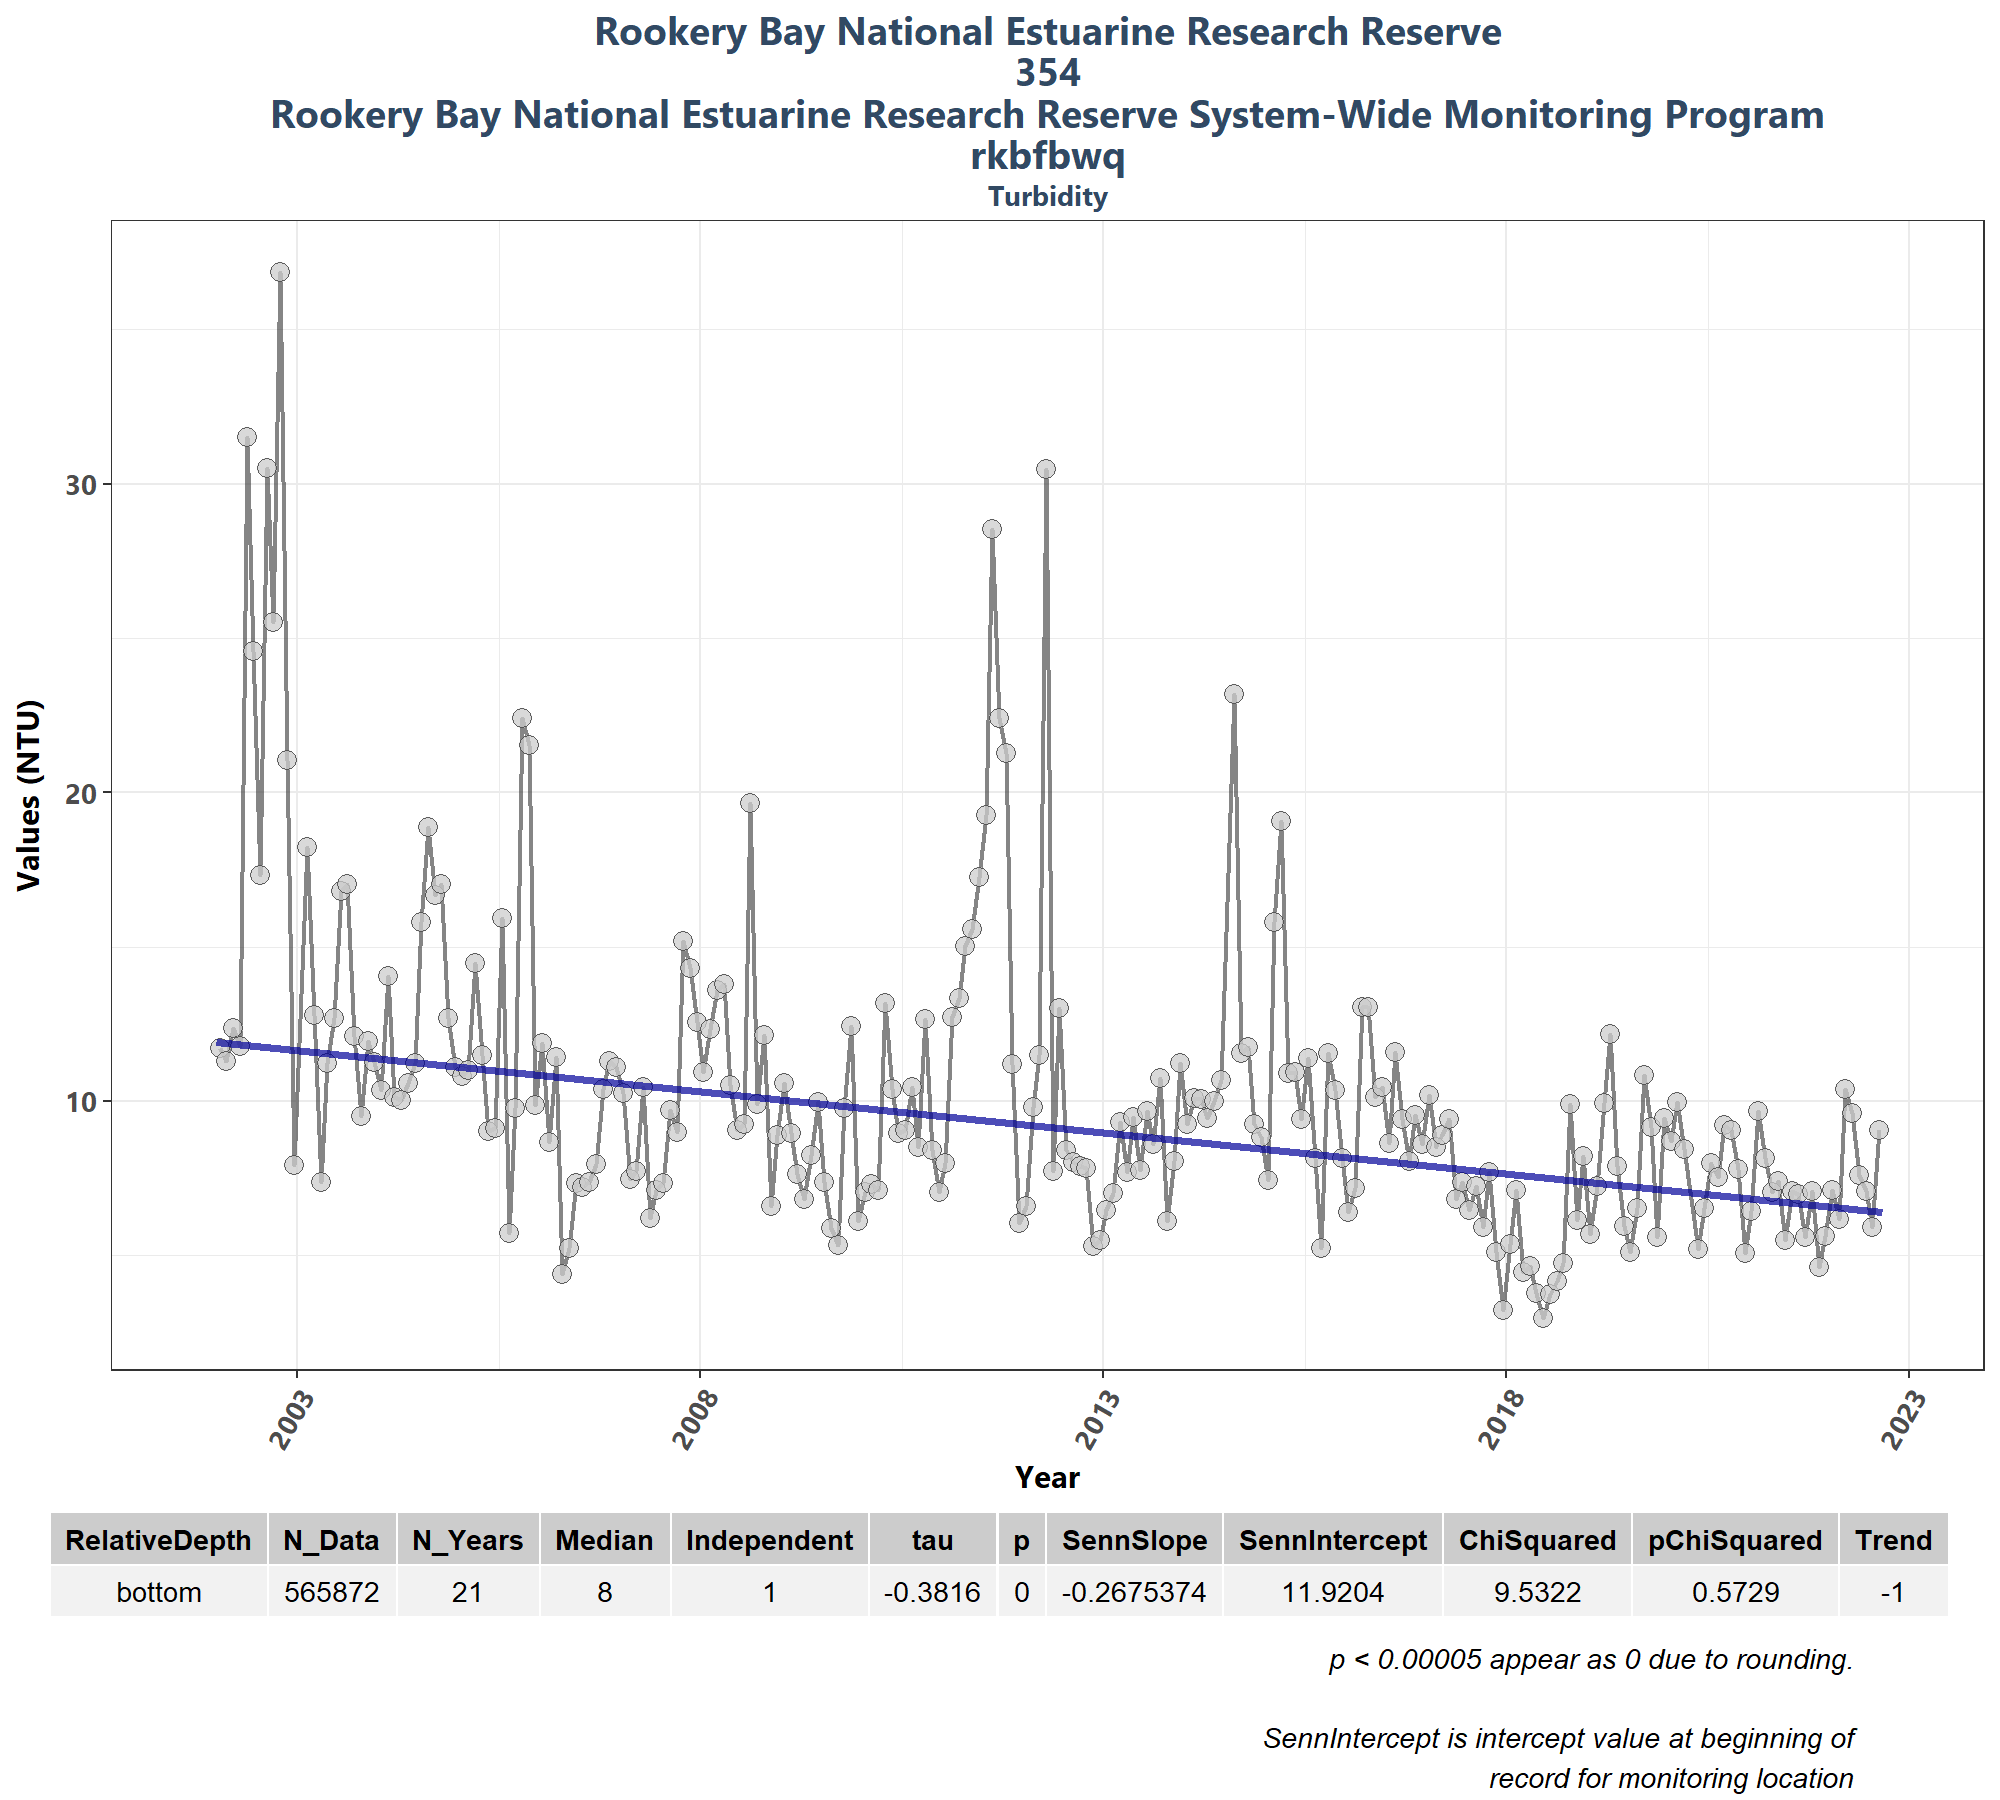 Rookery Bay National Estuarine Research Reserve
354
Rookery Bay National Estuarine Research Reserve System-Wide Monitoring Program
rkbfbwq
Turbidity
Values (NTU)
30
20
10
2003 2008 2013 2018 2023
Year
RelativeDepth N_Data N_Years Median Independent tau p SennSlope SennIntercept ChiSquared pChiSquared Trend
bottom 565872 21 8 1 -0.3816 0 -0.2675374 11.9204 9.5322 0.5729 -1
p < 0.00005 appear as 0 due to rounding.
SennIntercept is intercept value at beginning of
record for monitoring location